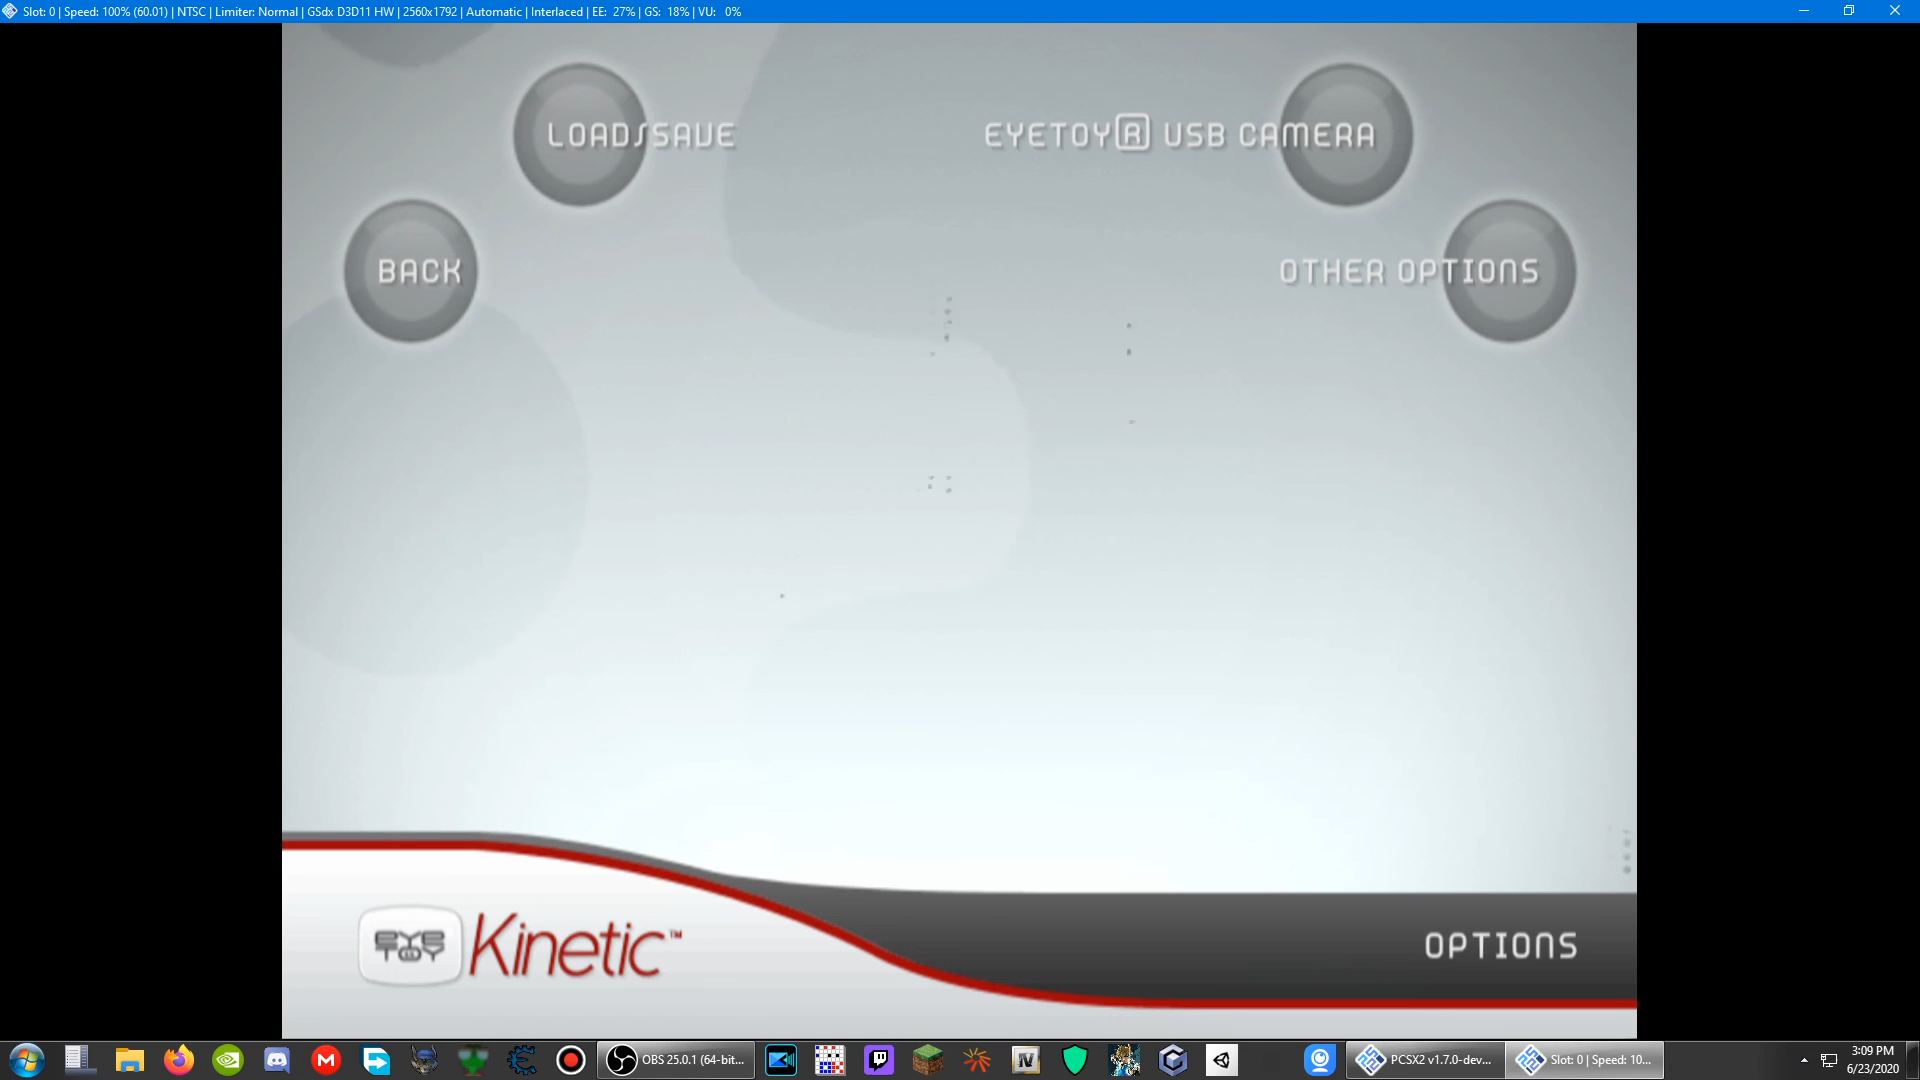 Slot: 0 | Speed: 100% (60.01) | NTSC | Limiter: Normal | GSdx D3D11 HW | 2560x1792 | Automatic | Interlaced | EE: 27% | GS: 18% | VU: 0%
LOAD/SAVE
EYETOY® USB CAMERA
BACK
OTHER OPTIONS
EYE TOY Kinetic™
OPTIONS
OBS 25.0.1 (64-bit...
PCSX2 v1.7.0-dev...
Slot: 0 | Speed: 10...
3:09 PM
6/23/2020